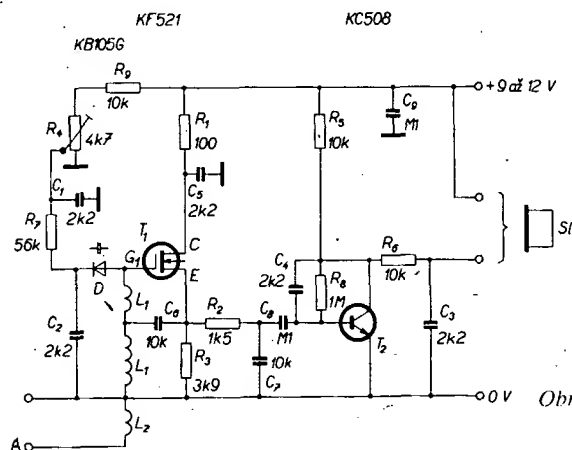 KF521
KC508
KB105G
R9
10k
+9 až 12 V
R4
4k7
R1
100
R5
10k
C9
M1
C1
2k2
C5
2k2
R7
56k
T1
C
G1
E
Sl
C4
2k2
R8
1M
R6
10k
D
L1
C2
2k2
C6
10k
R2
1k5
C8
M1
T2
C3
2k2
L1
R3
3k9
10k
C7
0 V
Obr
L2
A